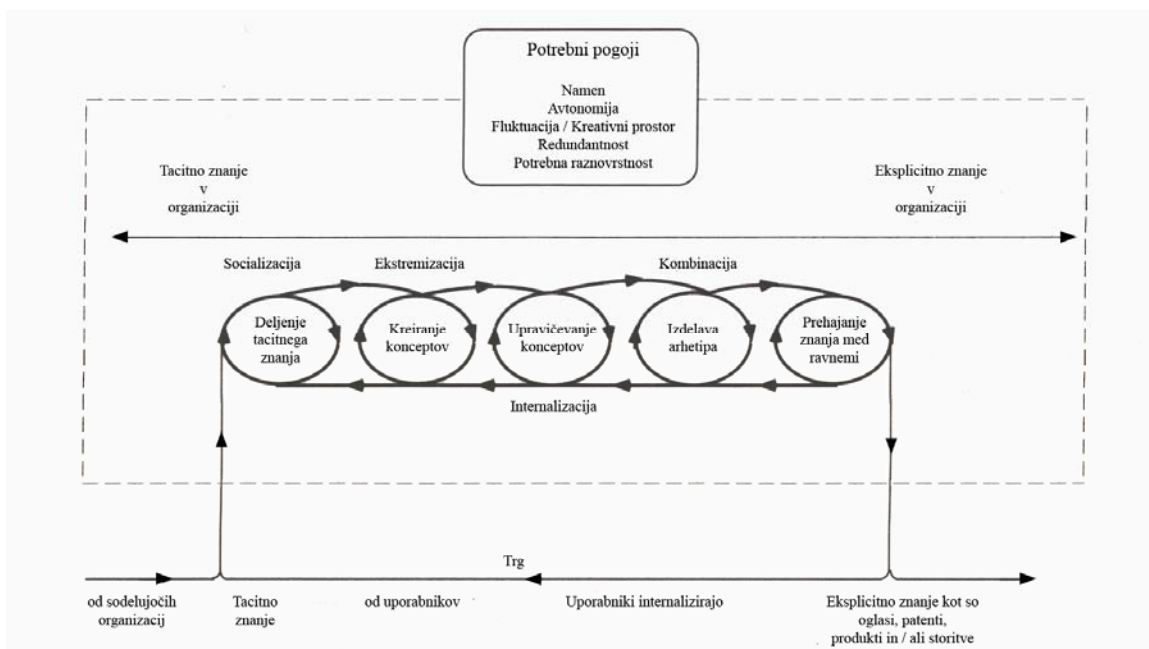 Potrebni pogoji
Namen
Avtonomija
Fluktuacija / Kreativni prostor
Redundantnost
Potrebna raznovrstnost
Tacitno znanje
v
organizaciji
Eksplicitno znanje
v
organizaciji
Socializacija
Ekstremizacija
Kombinacija
Deljenje
tacitnega
znanja
Kreiranje
konceptov
Upravičevanje
konceptov
Izdelava
arhetipa
Prehajanje
znanja med
ravnemi
Internalizacija
Trg
od sodelujočih
organizacij
Tacitno
znanje
od uporabnikov
Uporabniki internalizirajo
Eksplicitno znanje kot so
oglasi, patenti,
produkti in / ali storitve